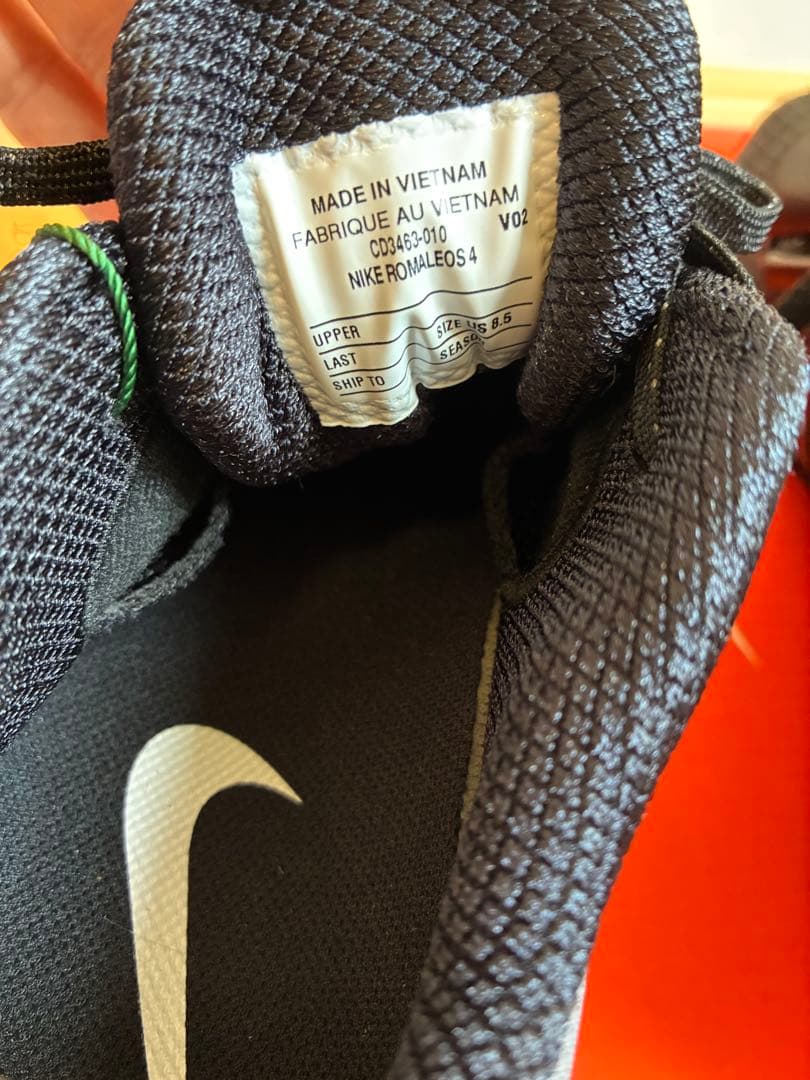 MADE IN VIETNAM
FABRIQUE AU VIETNAM
CD3463-010 V02
NIKE ROMALEOS 4
UPPER SIZE US 8.5
LAST
SHIP TO